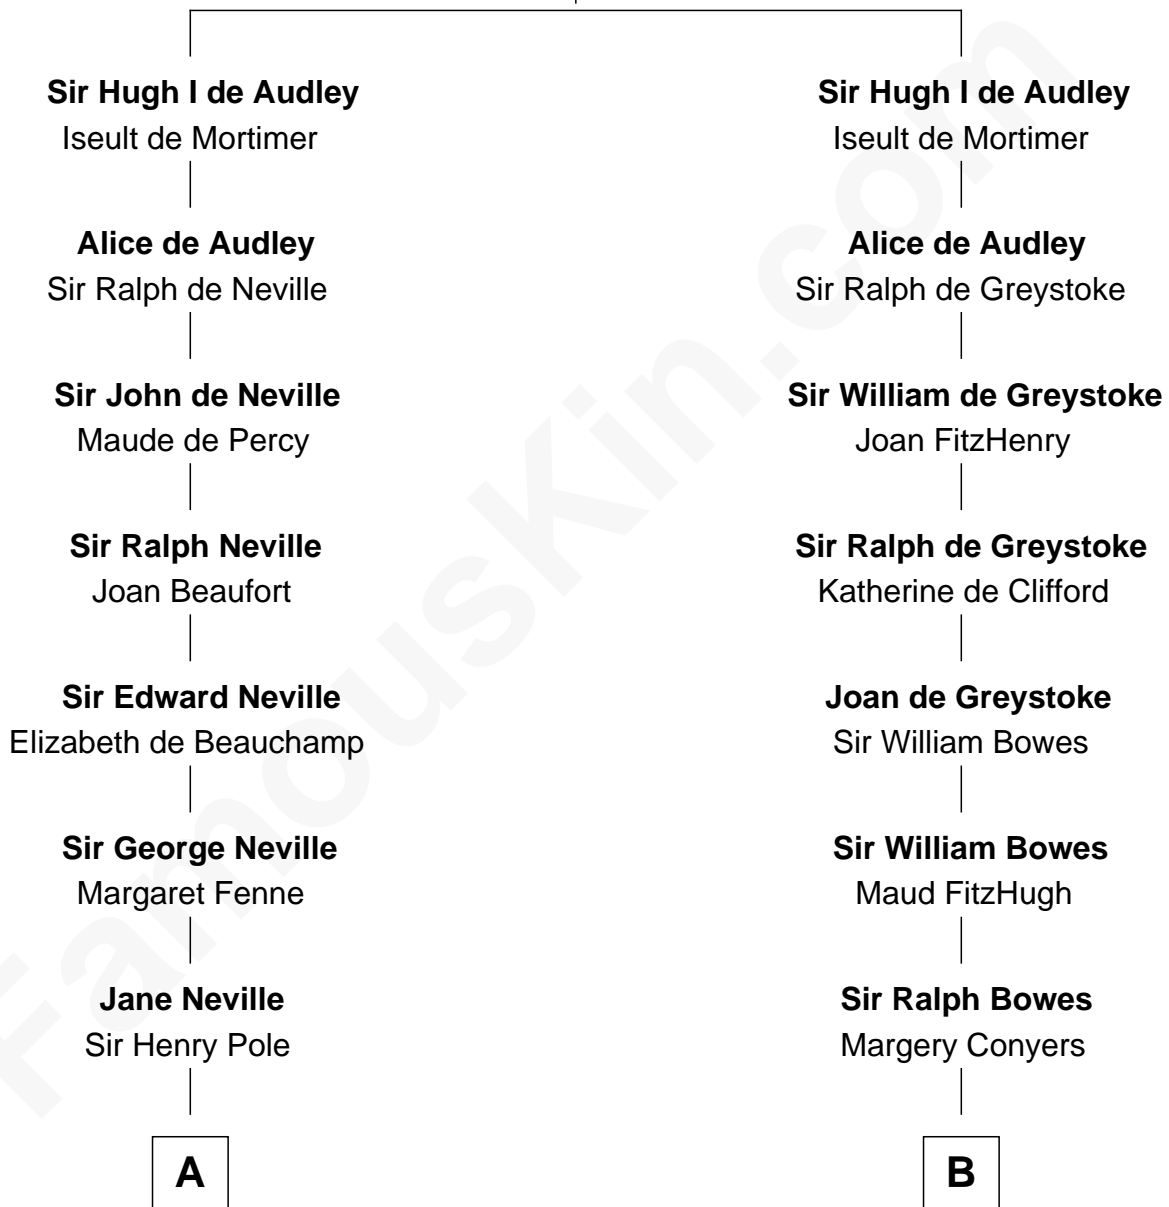 Sir Hugh I de Audley
Iseult de Mortimer
Alice de Audley
Sir Ralph de Neville
Sir John de Neville
Maude de Percy
Sir Ralph Neville
Joan Beaufort
Sir Edward Neville
Elizabeth de Beauchamp
Sir George Neville
Margaret Fenne
Jane Neville
Sir Henry Pole
A
Sir Hugh I de Audley
Iseult de Mortimer
Alice de Audley
Sir Ralph de Greystoke
Sir William de Greystoke
Joan FitzHenry
Sir Ralph de Greystoke
Katherine de Clifford
Joan de Greystoke
Sir William Bowes
Sir William Bowes
Maud FitzHugh
Sir Ralph Bowes
Margery Conyers
B
FamousKin.com